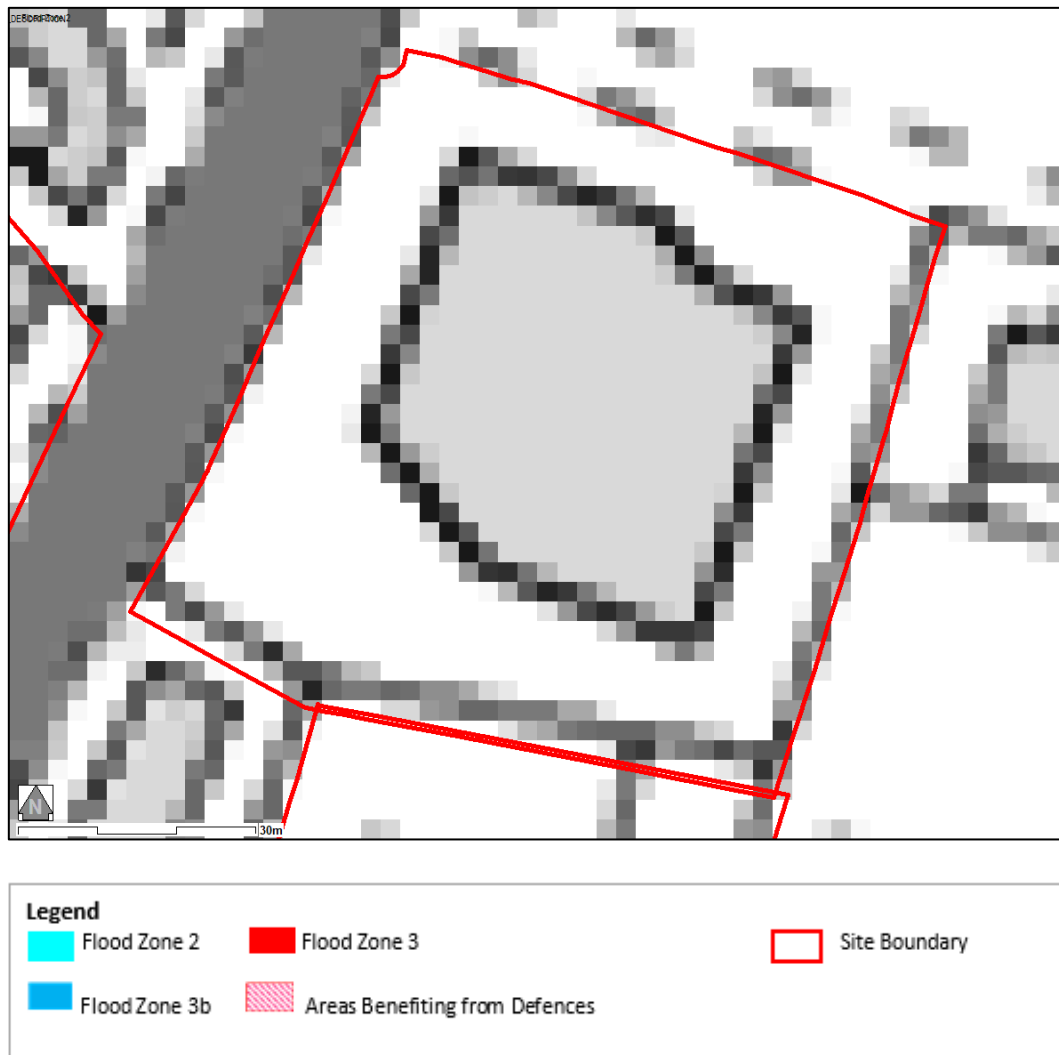 N
30m
Legend
Flood Zone 2
Flood Zone 3
Site Boundary
Flood Zone 3b
Areas Benefiting from Defences